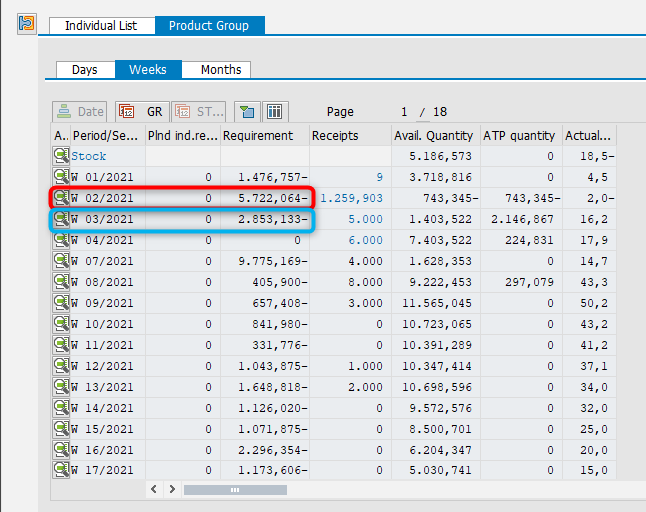 Individual List Product Group
Days Weeks Months
Date GR ST... Page 1 / 18
A.. Period/Se... Plnd ind.re... Requirement Receipts Avail. Quantity ATP quantity Actual...
Stock 5.186,573 0 18,5-
W 01/2021 0 1.476,757- 9 3.718,816 0 4,5
W 02/2021 0 5.722,064- 1.259,903 743,345- 743,345- 2,0-
W 03/2021 0 2.853,133- 5.000 1.403,522 2.146,867 16,2
W 04/2021 0 0 6.000 7.403,522 224,831 17,9
W 07/2021 0 9.775,169- 4.000 1.628,353 0 14,7
W 08/2021 0 405,900- 8.000 9.222,453 297,079 43,3
W 09/2021 0 657,408- 3.000 11.565,045 0 50,2
W 10/2021 0 841,980- 0 10.723,065 0 43,2
W 11/2021 0 331,776- 0 10.391,289 0 41,2
W 12/2021 0 1.043,875- 1.000 10.347,414 0 37,1
W 13/2021 0 1.648,818- 2.000 10.698,596 0 34,0
W 14/2021 0 1.126,020- 0 9.572,576 0 32,0
W 15/2021 0 1.071,875- 0 8.500,701 0 25,0
W 16/2021 0 2.296,354- 0 6.204,347 0 20,0
W 17/2021 0 1.173,606- 0 5.030,741 0 15,0